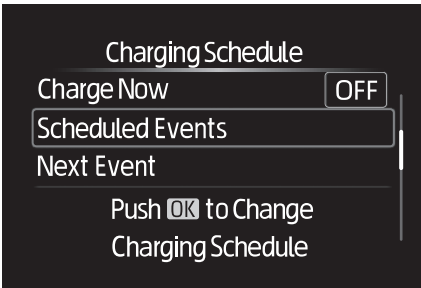 Charging Schedule
Charge Now OFF
Scheduled Events
Next Event
Push OK to Change
Charging Schedule